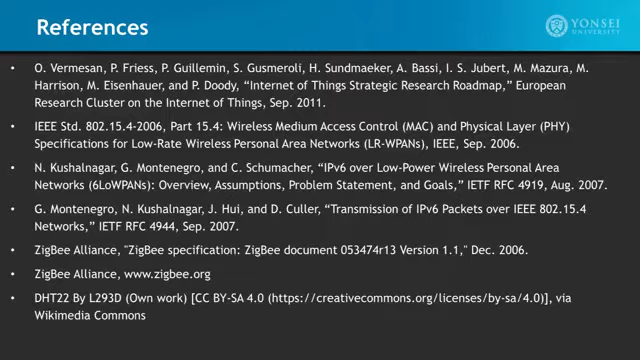 References
YONSEI
UNIVERSITY
• O. Vermesan, P. Friess, P. Guillemin, S. Gusmeroli, H. Sundmaeker, A. Bassi, I. S. Jubert, M. Mazura, M.
Harrison, M. Eisenhauer, and P. Doody, “Internet of Things Strategic Research Roadmap,” European
Research Cluster on the Internet of Things, Sep. 2011.
• IEEE Std. 802.15.4-2006, Part 15.4: Wireless Medium Access Control (MAC) and Physical Layer (PHY)
Specifications for Low-Rate Wireless Personal Area Networks (LR-WPANs), IEEE, Sep. 2006.
• N. Kushalnagar, G. Montenegro, and C. Schumacher, “IPv6 over Low-Power Wireless Personal Area
Networks (6LoWPANs): Overview, Assumptions, Problem Statement, and Goals,” IETF RFC 4919, Aug. 2007.
• G. Montenegro, N. Kushalnagar, J. Hui, and D. Culler, “Transmission of IPv6 Packets over IEEE 802.15.4
Networks,” IETF RFC 4944, Sep. 2007.
• ZigBee Alliance, "ZigBee specification: ZigBee document 053474r13 Version 1.1," Dec. 2006.
• ZigBee Alliance, www.zigbee.org
• DHT22 By L293D (Own work) [CC BY-SA 4.0 (https://creativecommons.org/licenses/by-sa/4.0)], via
Wikimedia Commons